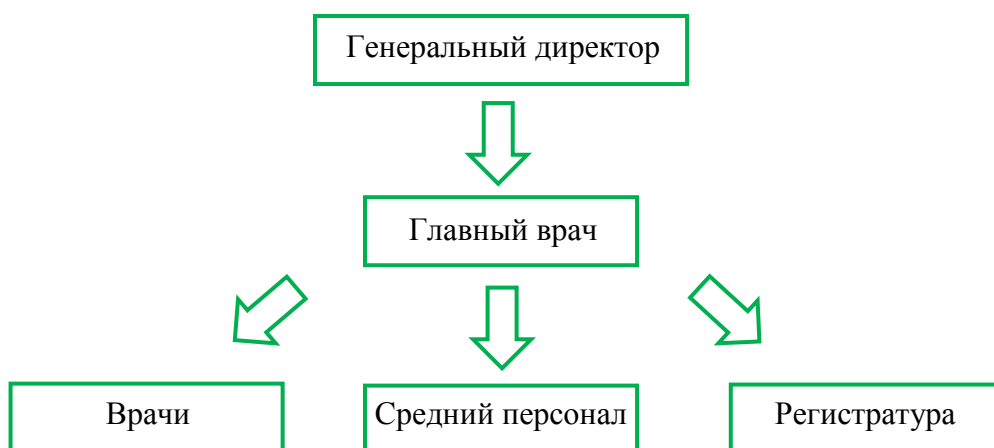 Генеральный директор
Главный врач
Врачи
Средний персонал
Регистратура